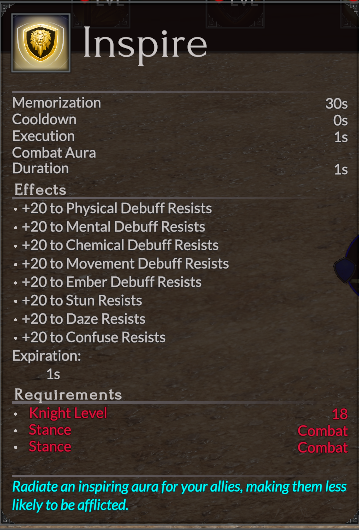 Inspire
Memorization 30s
Cooldown 0s
Execution 1s
Combat Aura
Duration 1s
Effects
• +20 to Physical Debuff Resists
• +20 to Mental Debuff Resists
• +20 to Chemical Debuff Resists
• +20 to Movement Debuff Resists
• +20 to Ember Debuff Resists
• +20 to Stun Resists
• +20 to Daze Resists
• +20 to Confuse Resists
Expiration:
1s
Requirements
• Knight Level 18
• Stance Combat
• Stance Combat
Radiate an inspiring aura for your allies, making them less
likely to be afflicted.